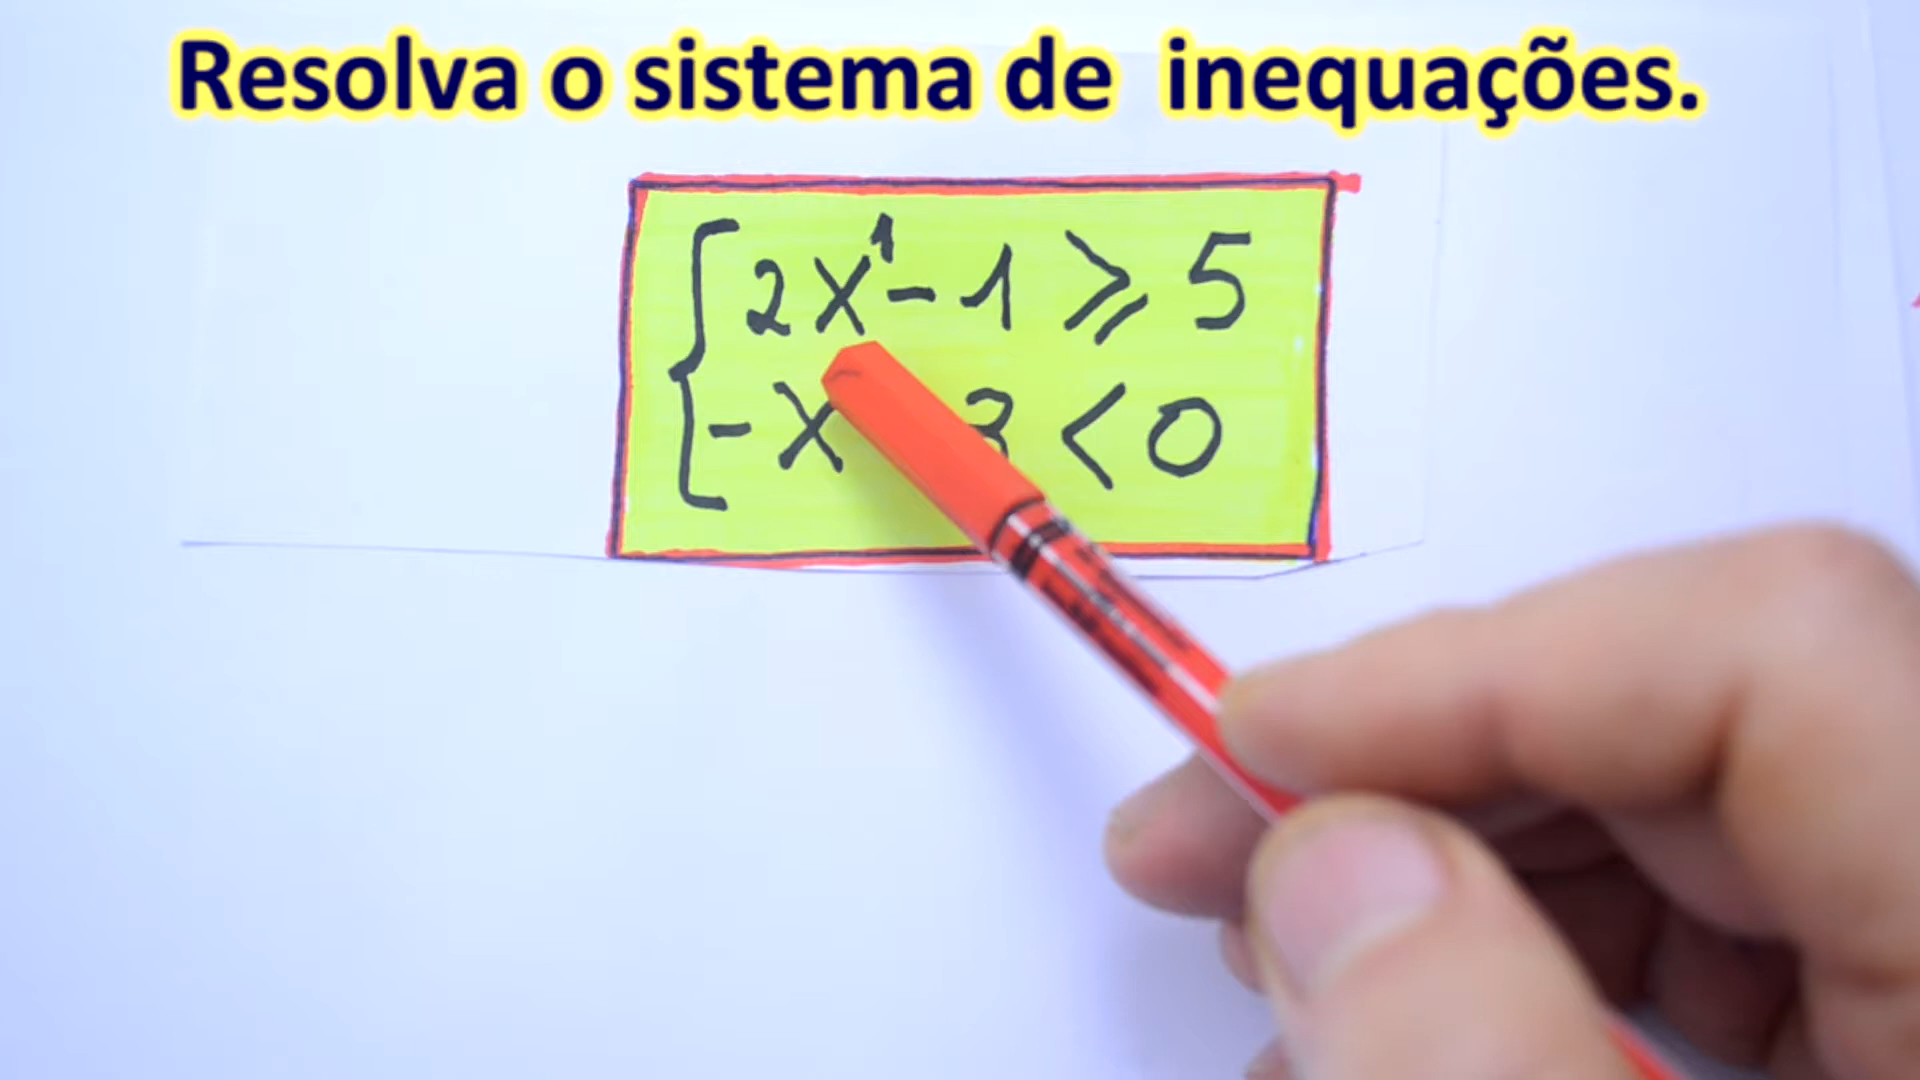 Resolva o sistema de inequações.
2x¹ - 1 ⩾ 5
-x 3 < 0